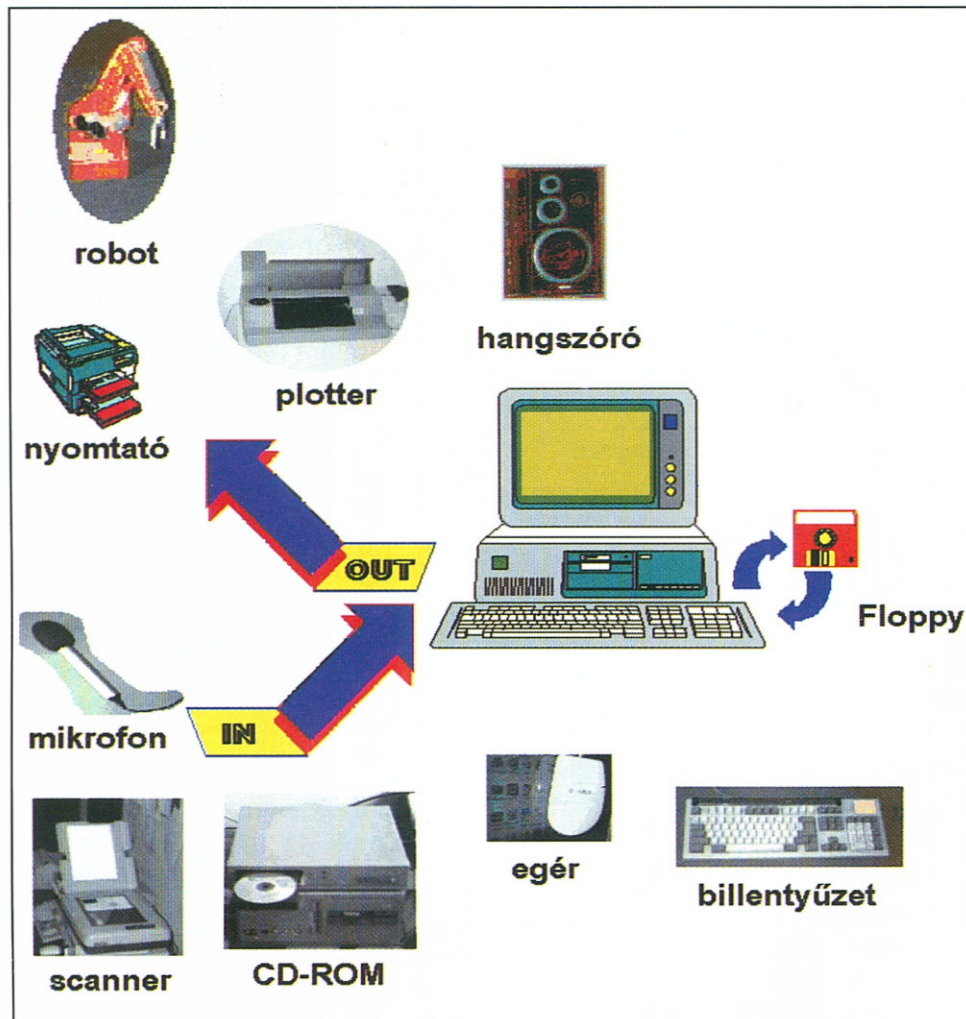 robot
plotter
hangszóró
nyomtató
OUT
Floppy
mikrofon
IN
egér
billentyűzet
scanner
CD-ROM